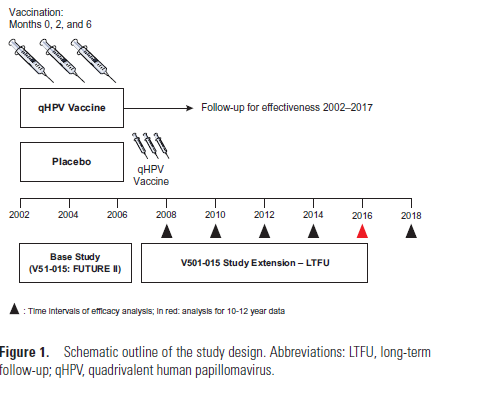 Vaccination:
Months 0, 2, and 6
qHPV Vaccine
Follow-up for effectiveness 2002–2017
Placebo
qHPV
Vaccine
2002 2004 2006 2008 2010 2012 2014 2016 2018
Base Study
(V51-015: FUTURE II)
V501-015 Study Extension – LTFU
: Time intervals of efficacy analysis; in red: analysis for 10-12 year data
Figure 1. Schematic outline of the study design. Abbreviations: LTFU, long-term
follow-up; qHPV, quadrivalent human papillomavirus.